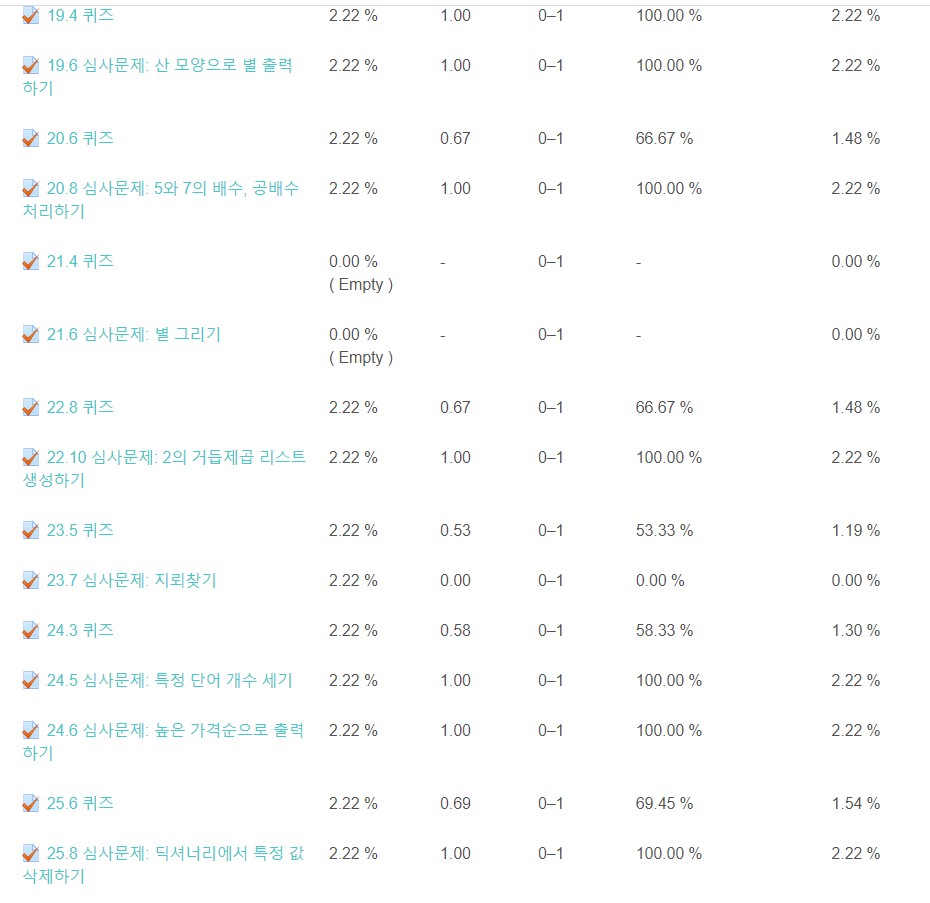 19.4 퀴즈 2.22 % 1.00 0–1 100.00 % 2.22 %
19.6 심사문제: 산 모양으로 별 출력 2.22 % 1.00 0–1 100.00 % 2.22 %
하기
20.6 퀴즈 2.22 % 0.67 0–1 66.67 % 1.48 %
20.8 심사문제: 5와 7의 배수, 공배수 2.22 % 1.00 0–1 100.00 % 2.22 %
처리하기
21.4 퀴즈 0.00 % - 0–1 - 0.00 %
( Empty )
21.6 심사문제: 별 그리기 0.00 % - 0–1 - 0.00 %
( Empty )
22.8 퀴즈 2.22 % 0.67 0–1 66.67 % 1.48 %
22.10 심사문제: 2의 거듭제곱 리스트 2.22 % 1.00 0–1 100.00 % 2.22 %
생성하기
23.5 퀴즈 2.22 % 0.53 0–1 53.33 % 1.19 %
23.7 심사문제: 지뢰찾기 2.22 % 0.00 0–1 0.00 % 0.00 %
24.3 퀴즈 2.22 % 0.58 0–1 58.33 % 1.30 %
24.5 심사문제: 특정 단어 개수 세기 2.22 % 1.00 0–1 100.00 % 2.22 %
24.6 심사문제: 높은 가격순으로 출력 2.22 % 1.00 0–1 100.00 % 2.22 %
하기
25.6 퀴즈 2.22 % 0.69 0–1 69.45 % 1.54 %
25.8 심사문제: 딕셔너리에서 특정 값 2.22 % 1.00 0–1 100.00 % 2.22 %
삭제하기